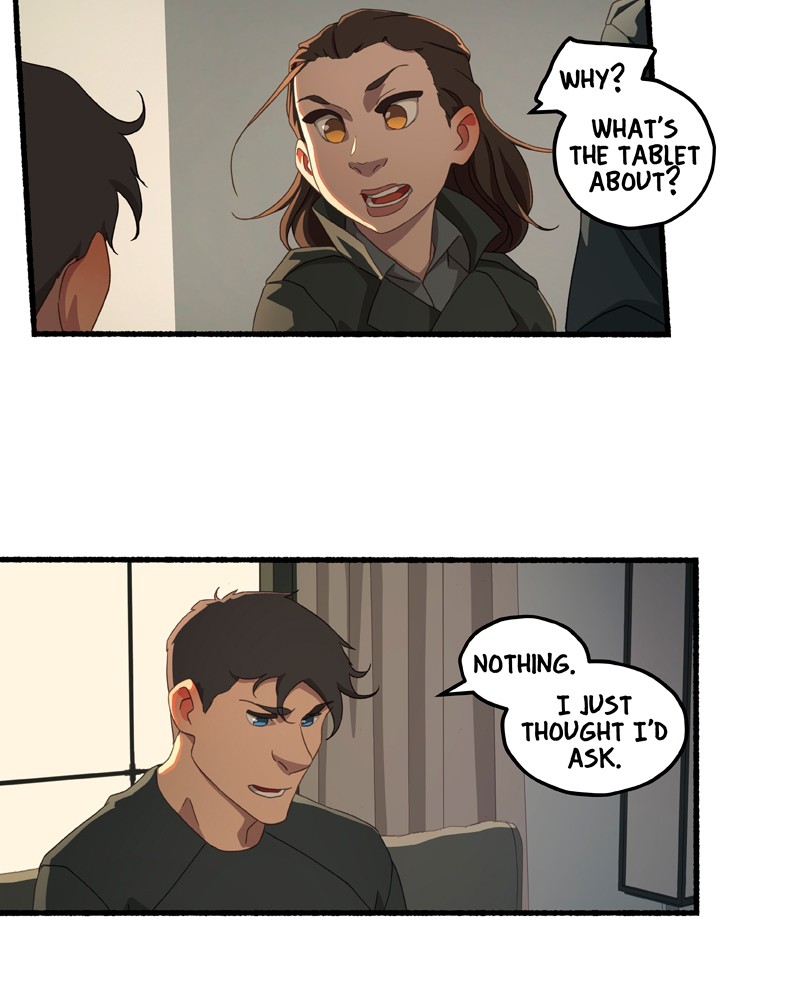 WHY?
WHAT'S
THE TABLET
ABOUT?
NOTHING.
I JUST
THOUGHT I'D
ASK.